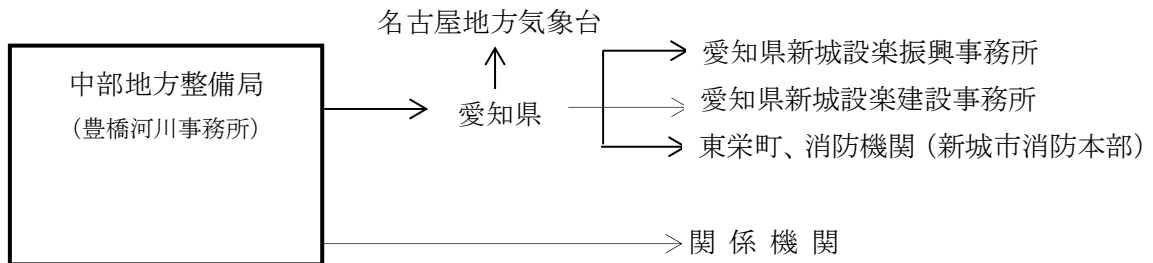 名古屋地方気象台
中部地方整備局
（豊橋河川事務所）
愛知県
愛知県新城設楽振興事務所
愛知県新城設楽建設事務所
東栄町、消防機関（新城市消防本部）
関係機関